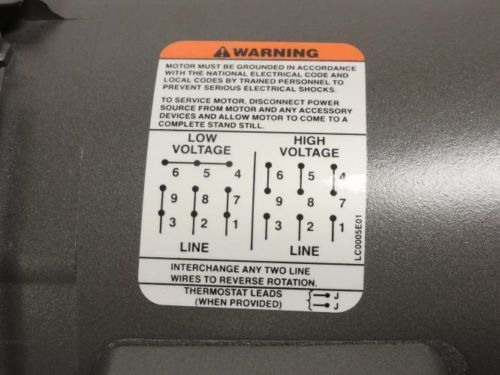 WARNING
MOTOR MUST BE GROUNDED IN ACCORDANCE
WITH THE NATIONAL ELECTRICAL CODE AND
LOCAL CODES BY TRAINED PERSONNEL TO
PREVENT SERIOUS ELECTRICAL SHOCKS.
TO SERVICE MOTOR, DISCONNECT POWER
SOURCE FROM MOTOR AND ANY ACCESSORY
DEVICES AND ALLOW MOTOR TO COME TO A
COMPLETE STAND STILL.
LOW
VOLTAGE
6 5 4
9 8 7
3 2 1
LINE
HIGH
VOLTAGE
6 5 4
9 8 7
3 2 1
LINE
LC0005E01
INTERCHANGE ANY TWO LINE
WIRES TO REVERSE ROTATION.
THERMOSTAT LEADS
(WHEN PROVIDED)
J
J